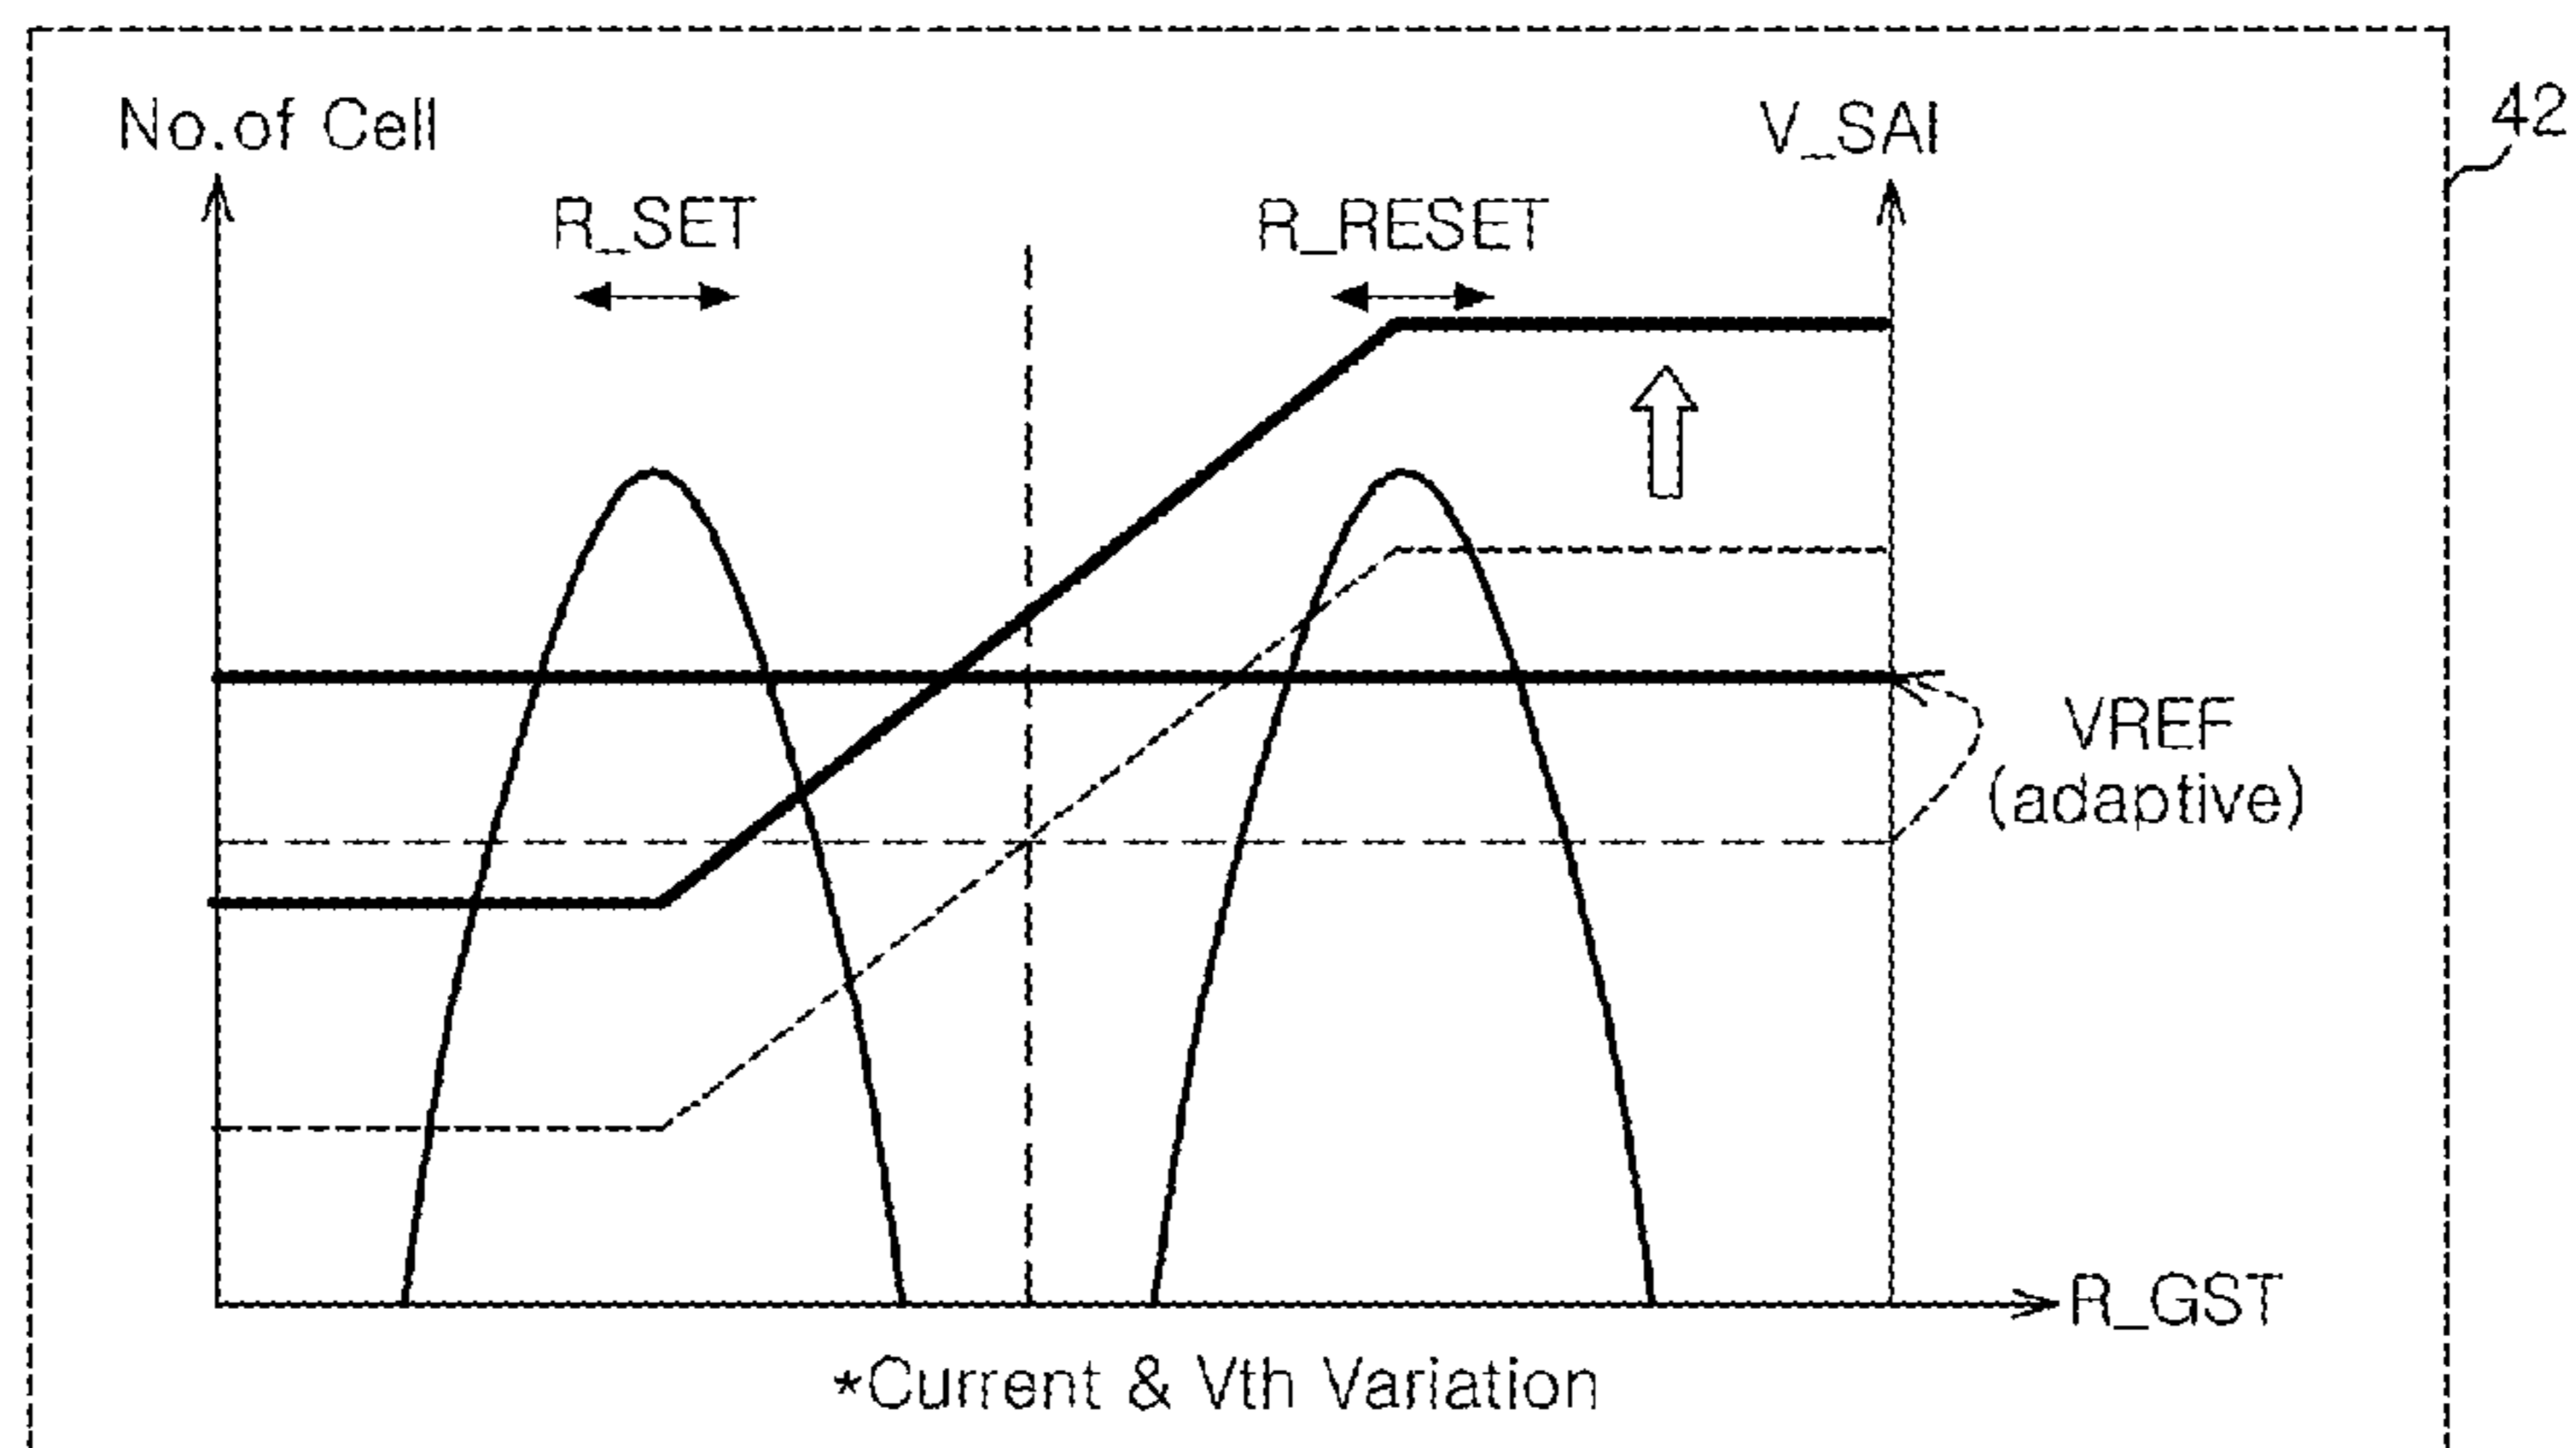 No.of Cell
V_SAI
42
R_SET
R_RESET
VREF
(adaptive)
R_GST
*Current & Vth Variation